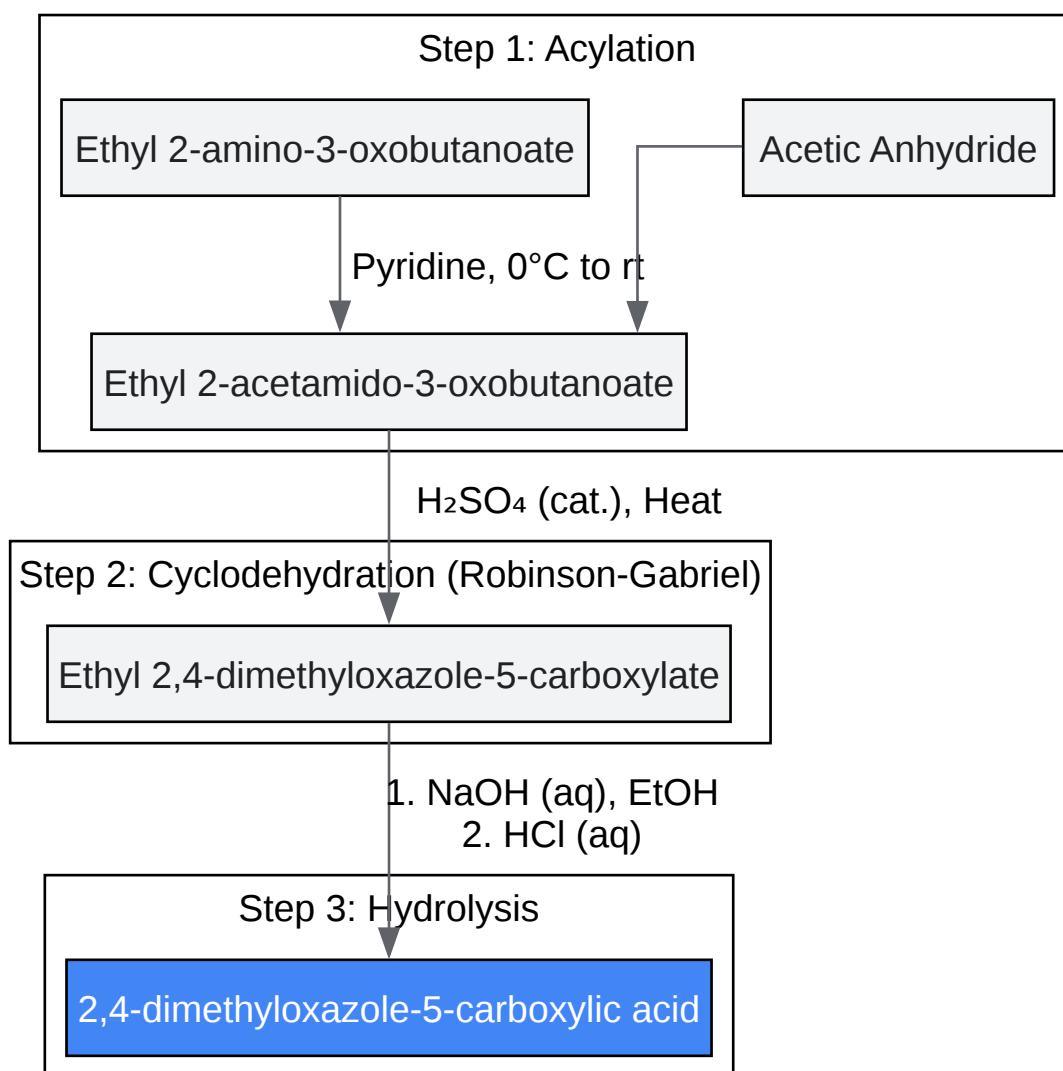 Step 1: Acylation
Ethyl 2-amino-3-oxobutanoate
Acetic Anhydride
Pyridine, 0°C to rt
Ethyl 2-acetamido-3-oxobutanoate
H₂SO₄ (cat.), Heat
Step 2: Cyclodehydration (Robinson-Gabriel)
Ethyl 2,4-dimethyloxazole-5-carboxylate
1. NaOH (aq), EtOH
2. HCl (aq)
Step 3: Hydrolysis
2,4-dimethyloxazole-5-carboxylic acid